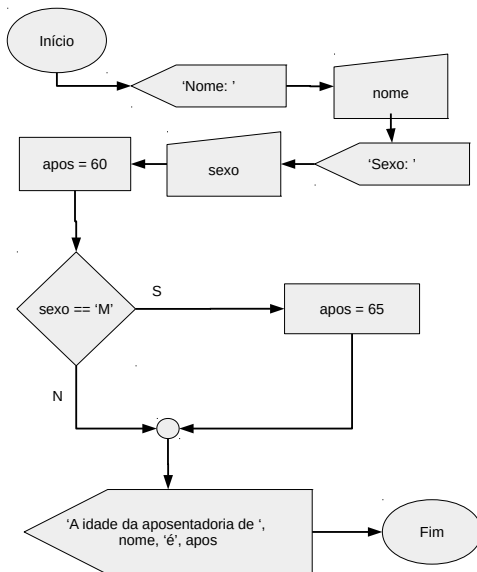 Início
‘Nome: ’
nome
‘Sexo: ’
sexo
apos = 60
sexo == ‘M’
S
apos = 65
N
‘A idade da aposentadoria de ‘,
nome, ‘é’, apos
Fim